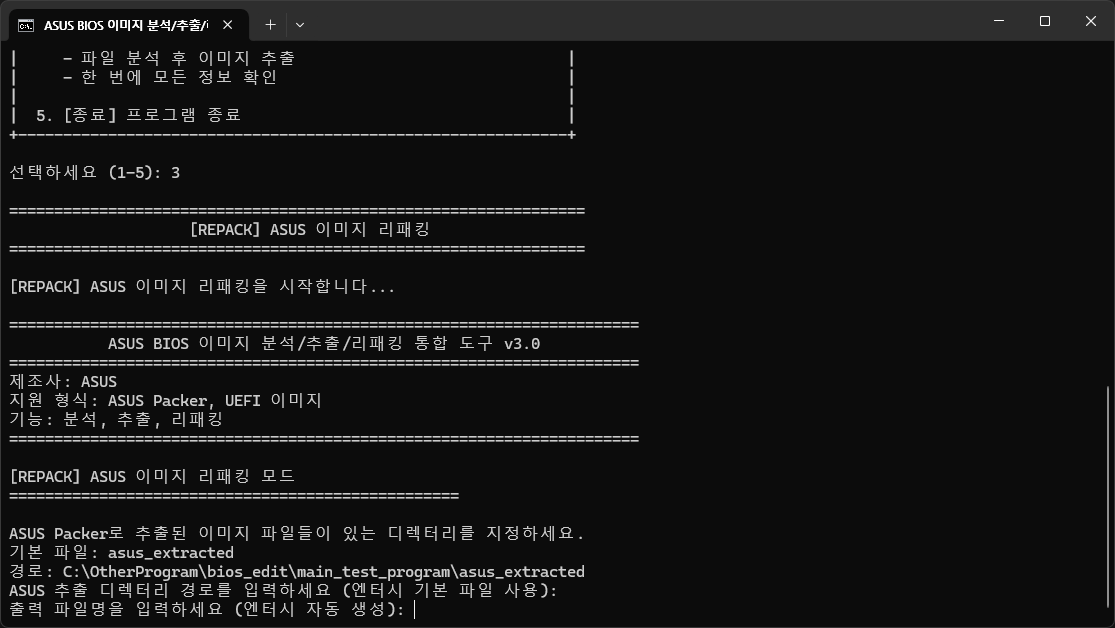 ASUS BIOS 이미지 분석/추출/
|     - 파일 분석 후 이미지 추출                              |
|     - 한 번에 모든 정보 확인                                |
|                                                             |
|  5. [종료] 프로그램 종료                                    |
+-------------------------------------------------------------+
선택하세요 (1-5): 3
================================================================
[REPACK] ASUS 이미지 리패킹
================================================================
[REPACK] ASUS 이미지 리패킹을 시작합니다...
======================================================================
ASUS BIOS 이미지 분석/추출/리패킹 통합 도구 v3.0
======================================================================
제조사: ASUS
지원 형식: ASUS Packer, UEFI 이미지
기능: 분석, 추출, 리패킹
======================================================================
[REPACK] ASUS 이미지 리패킹 모드
==================================================
ASUS Packer로 추출된 이미지 파일들이 있는 디렉터리를 지정하세요.
기본 파일: asus_extracted
경로: C:\OtherProgram\bios_edit\main_test_program\asus_extracted
ASUS 추출 디렉터리 경로를 입력하세요 (엔터시 기본 파일 사용):
출력 파일명을 입력하세요 (엔터시 자동 생성):